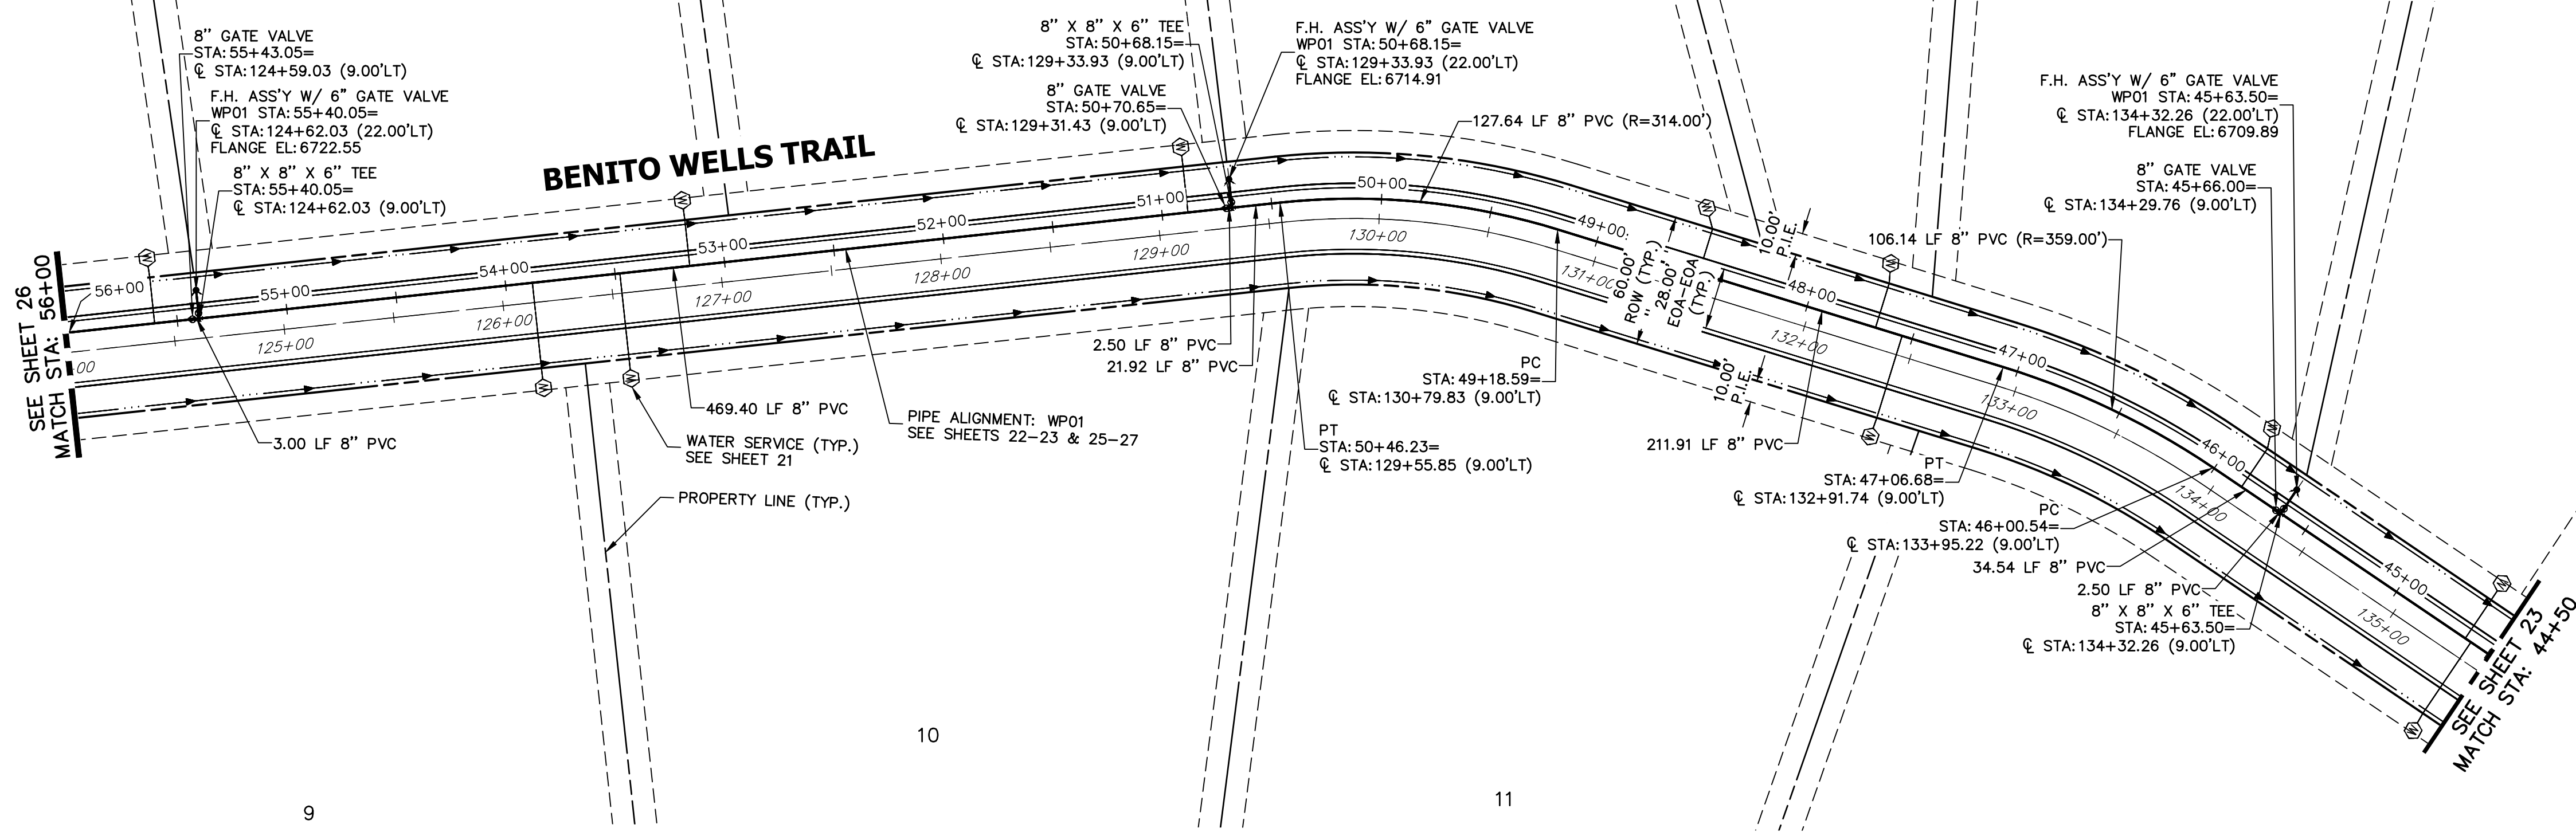 8” GATE VALVE
STA:55+43.05=
℄ STA:124+59.03 (9.00'LT)
F.H. ASS'Y W/ 6” GATE VALVE
WP01 STA:55+40.05=
℄ STA:124+62.03 (22.00'LT)
FLANGE EL:6722.55
8” X 8” X 6” TEE
STA:55+40.05=
℄ STA:124+62.03 (9.00'LT)
BENITO WELLS TRAIL
8” X 8” X 6” TEE
STA:50+68.15=
℄ STA:129+33.93 (9.00'LT)
8” GATE VALVE
STA:50+70.65=
℄ STA:129+31.43 (9.00'LT)
F.H. ASS'Y W/ 6” GATE VALVE
WP01 STA:50+68.15=
℄ STA:129+33.93 (22.00'LT)
FLANGE EL:6714.91
127.64 LF 8” PVC (R=314.00')
F.H. ASS'Y W/ 6” GATE VALVE
WP01 STA:45+63.50=
℄ STA:134+32.26 (22.00'LT)
FLANGE EL:6709.89
8” GATE VALVE
STA:45+66.00=
℄ STA:134+29.76 (9.00'LT)
106.14 LF 8” PVC (R=359.00')
SEE SHEET 26
MATCH STA: 56+00
56+00
55+00
54+00
53+00
52+00
51+00
50+00
49+00
48+00
47+00
46+00
45+00
00
125+00
126+00
127+00
128+00
129+00
130+00
131+00
132+00
133+00
134+00
135+00
W
W
W
W
W
W
W
W
W
W
W
60.00'
ROW (TYP.)
28.00'
EOA-EOA
(TYP.)
10.00'
P.I.E.
10.00'
P.I.E.
3.00 LF 8” PVC
469.40 LF 8” PVC
WATER SERVICE (TYP.)
SEE SHEET 21
PROPERTY LINE (TYP.)
PIPE ALIGNMENT: WP01
SEE SHEETS 22-23 & 25-27
2.50 LF 8” PVC
21.92 LF 8” PVC
PC
STA:49+18.59=
℄ STA:130+79.83 (9.00'LT)
PT
STA:50+46.23=
℄ STA:129+55.85 (9.00'LT)
211.91 LF 8” PVC
PT
STA:47+06.68=
℄ STA:132+91.74 (9.00'LT)
PC
STA:46+00.54=
℄ STA:133+95.22 (9.00'LT)
34.54 LF 8” PVC
2.50 LF 8” PVC
8” X 8” X 6” TEE
STA:45+63.50=
℄ STA:134+32.26 (9.00'LT)
SEE SHEET 23
MATCH STA: 44+50
9
10
11